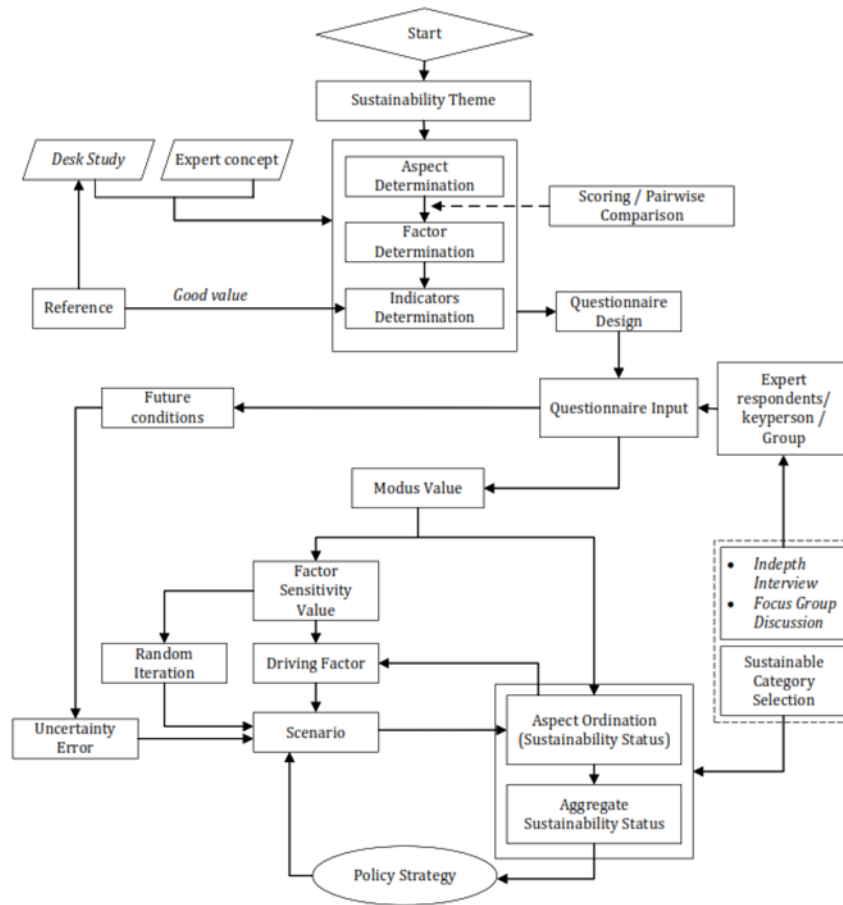 Start
Sustainability Theme
Desk Study
Expert concept
Aspect
Determination
Scoring / Pairwise
Comparison
Factor
Determination
Reference
Good value
Indicators
Determination
Questionnaire
Design
Future
conditions
Questionnaire Input
Expert
respondents/
keyperson /
Group
Modus Value
Factor
Sensitivity
Value
• Indepth
Interview
• Focus Group
Discussion
Random
Iteration
Driving Factor
Sustainable
Category
Selection
Uncertainty
Error
Scenario
Aspect Ordination
(Sustainability Status)
Aggregate
Sustainability Status
Policy Strategy